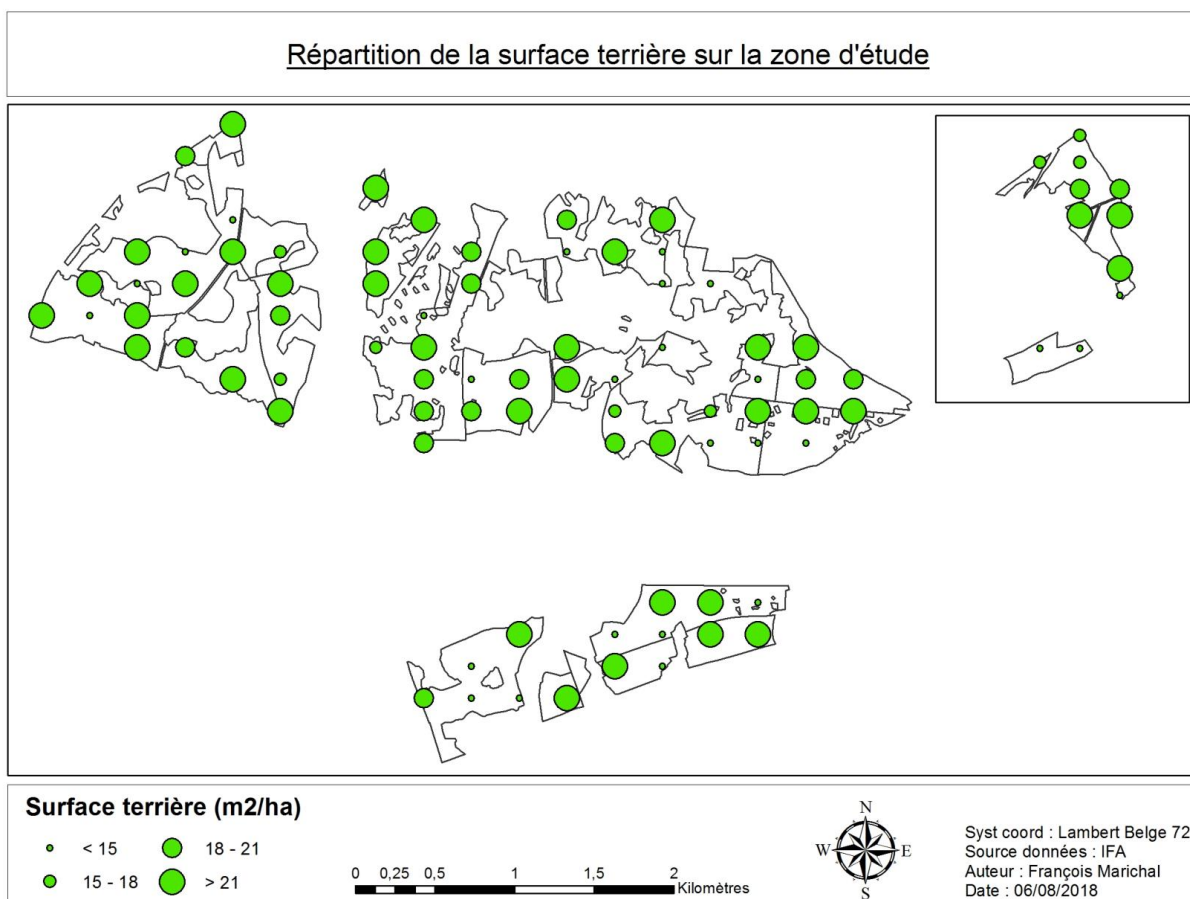 Répartition de la surface terrière sur la zone d'étude
Surface terrière (m2/ha)
< 15
18 - 21
15 - 18
> 21
0 0,25 0,5 1 1,5 2
Kilomètres
N
W E
S
Syst coord : Lambert Belge 72
Source données : IFA
Auteur : François Marichal
Date : 06/08/2018